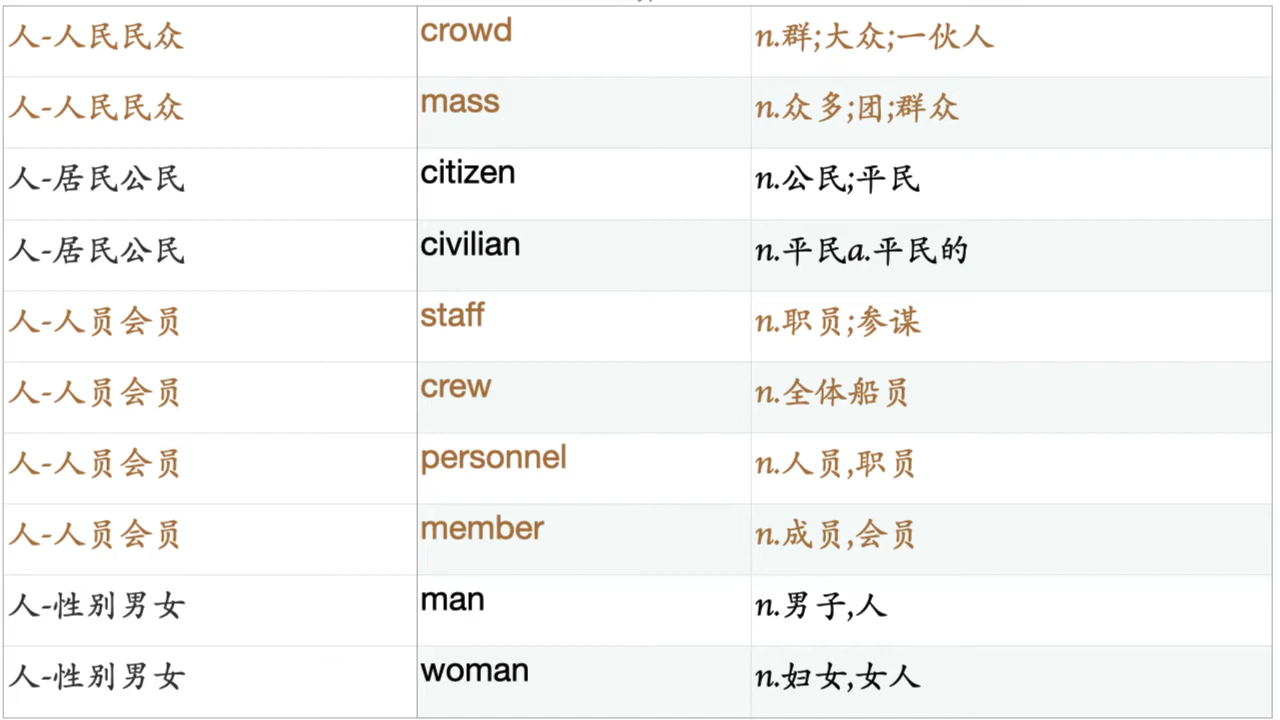 人-人民民众 crowd n.群;大众;一伙人
人-人民民众 mass n.众多;团;群众
人-居民公民 citizen n.公民;平民
人-居民公民 civilian n.平民a.平民的
人-人员会员 staff n.职员;参谋
人-人员会员 crew n.全体船员
人-人员会员 personnel n.人员,职员
人-人员会员 member n.成员,会员
人-性别男女 man n.男子,人
人-性别男女 woman n.妇女,女人